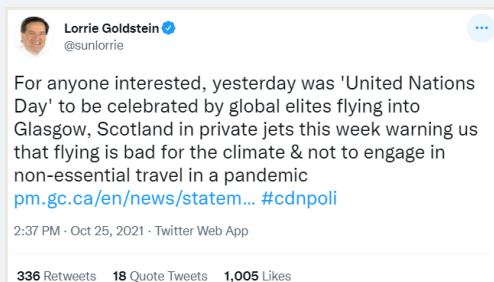 Lorrie Goldstein
@sunlorrie
For anyone interested, yesterday was 'United Nations
Day' to be celebrated by global elites flying into
Glasgow, Scotland in private jets this week warning us
that flying is bad for the climate & not to engage in
non-essential travel in a pandemic
pm.gc.ca/en/news/statem... #cdnpoli
2:37 PM · Oct 25, 2021 · Twitter Web App
336 Retweets 18 Quote Tweets 1,005 Likes